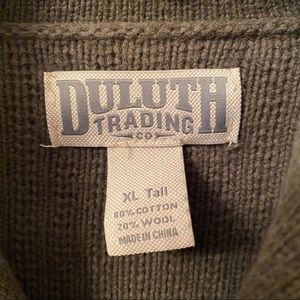 DULUTH
TRADING
CO
XL Tall
80% COTTON
20% WOOL
MADE IN CHINA